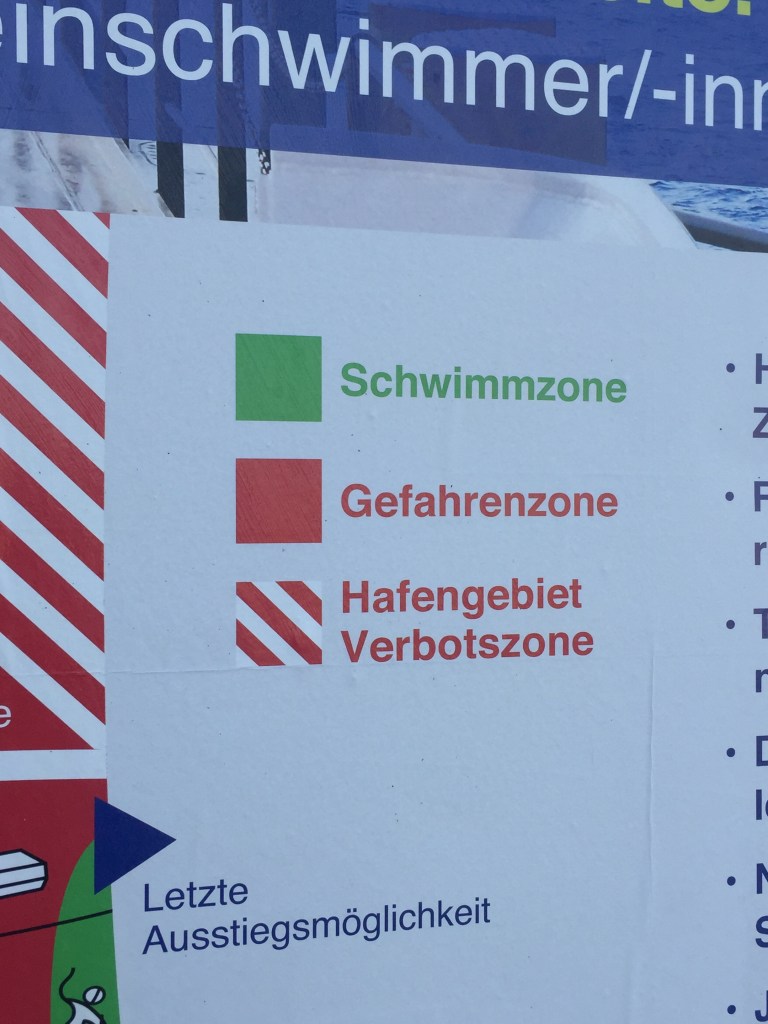 einschwimmer/-inn
Schwimmzone
Gefahrenzone
Hafengebiet
Verbotszone
Letzte
Ausstiegsmöglichkeit